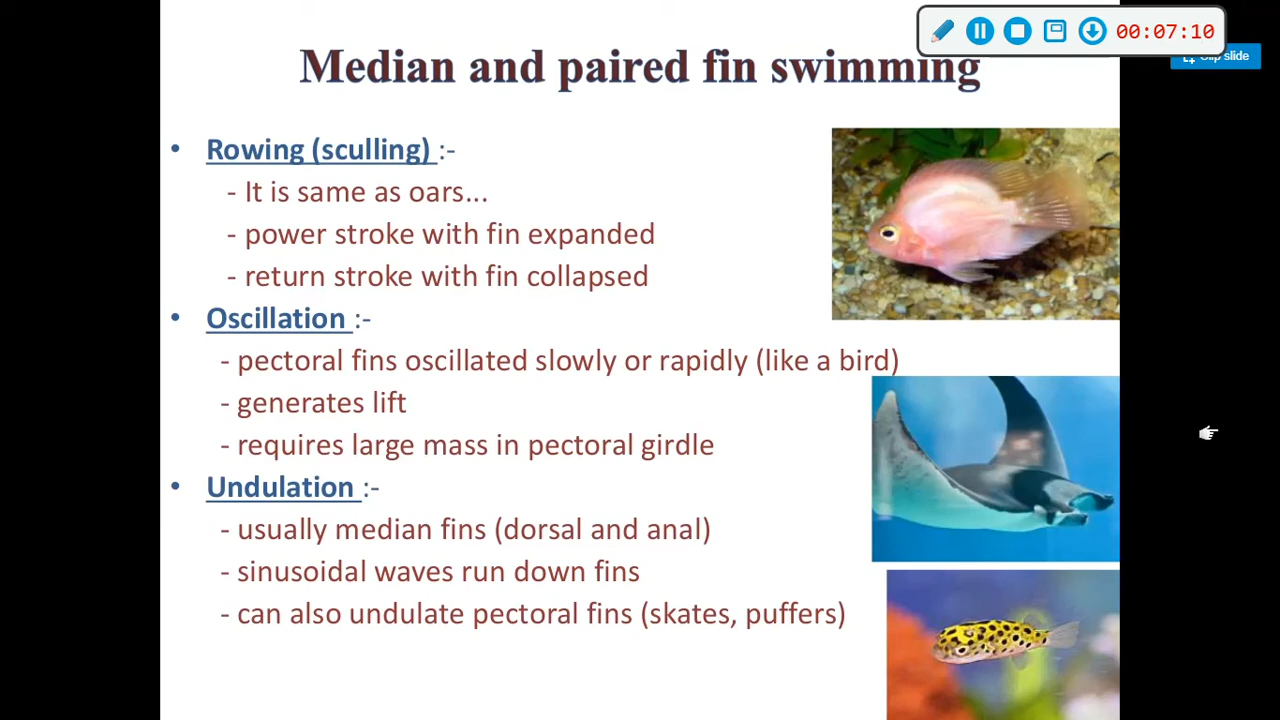 00:07:10
Clip slide
Median and paired fin swimming
• Rowing (sculling) :-
- It is same as oars...
- power stroke with fin expanded
- return stroke with fin collapsed
• Oscillation :-
- pectoral fins oscillated slowly or rapidly (like a bird)
- generates lift
- requires large mass in pectoral girdle
• Undulation :-
- usually median fins (dorsal and anal)
- sinusoidal waves run down fins
- can also undulate pectoral fins (skates, puffers)